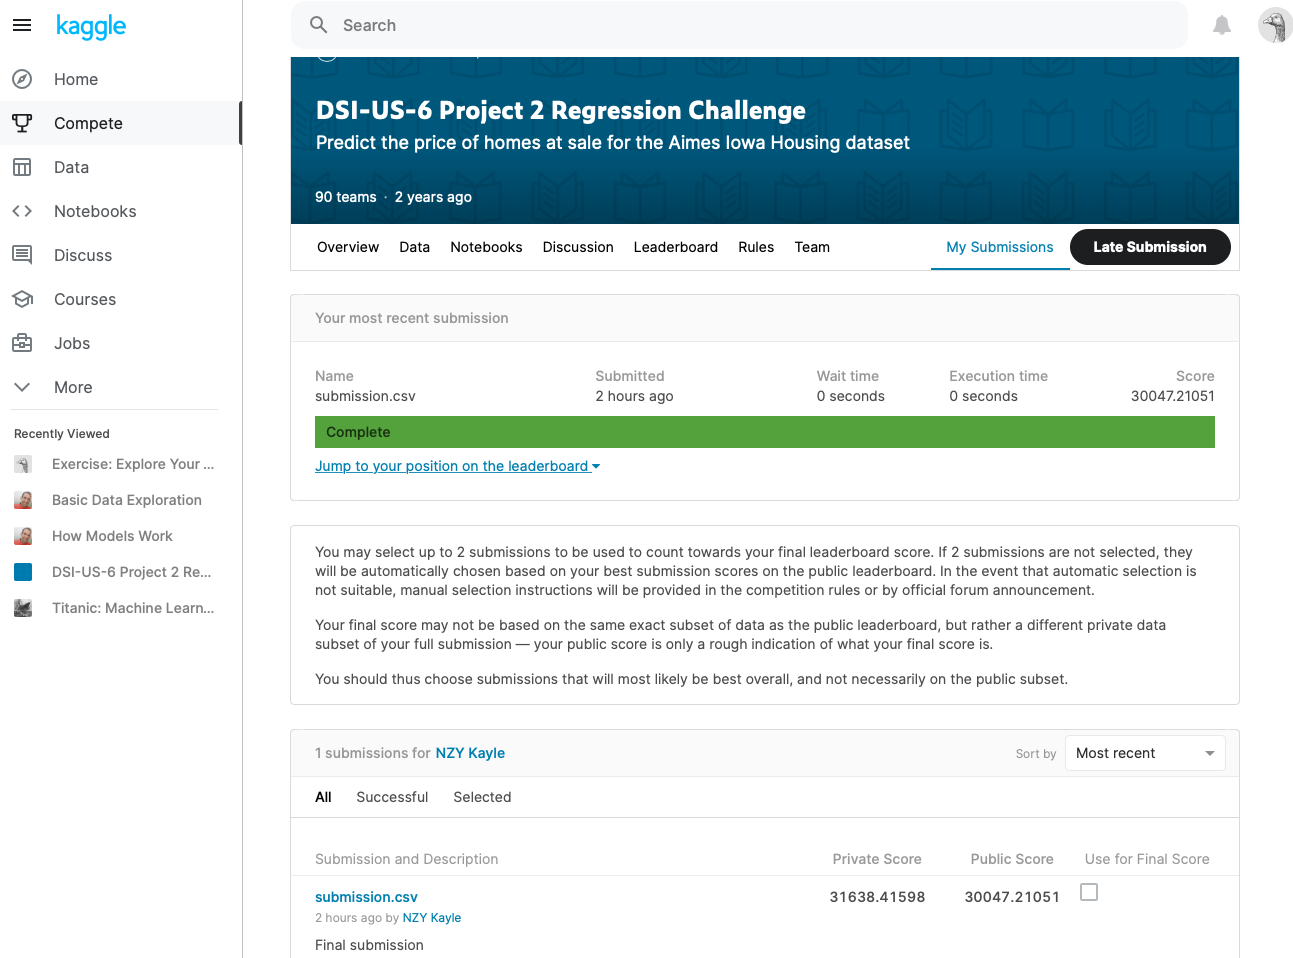 kaggle
Search
Home
Compete
Data
Notebooks
Discuss
Courses
Jobs
More
Recently Viewed
Exercise: Explore Your ...
Basic Data Exploration
How Models Work
DSI-US-6 Project 2 Re...
Titanic: Machine Learn...
DSI-US-6 Project 2 Regression Challenge
Predict the price of homes at sale for the Aimes Iowa Housing dataset
90 teams · 2 years ago
Overview Data Notebooks Discussion Leaderboard Rules Team My Submissions Late Submission
Your most recent submission
Name Submitted Wait time Execution time Score
submission.csv 2 hours ago 0 seconds 0 seconds 30047.21051
Complete
Jump to your position on the leaderboard
You may select up to 2 submissions to be used to count towards your final leaderboard score. If 2 submissions are not selected, they
will be automatically chosen based on your best submission scores on the public leaderboard. In the event that automatic selection is
not suitable, manual selection instructions will be provided in the competition rules or by official forum announcement.
Your final score may not be based on the same exact subset of data as the public leaderboard, but rather a different private data
subset of your full submission — your public score is only a rough indication of what your final score is.
You should thus choose submissions that will most likely be best overall, and not necessarily on the public subset.
1 submissions for NZY Kayle Sort by Most recent
All Successful Selected
Submission and Description Private Score Public Score Use for Final Score
submission.csv 31638.41598 30047.21051
2 hours ago by NZY Kayle
Final submission